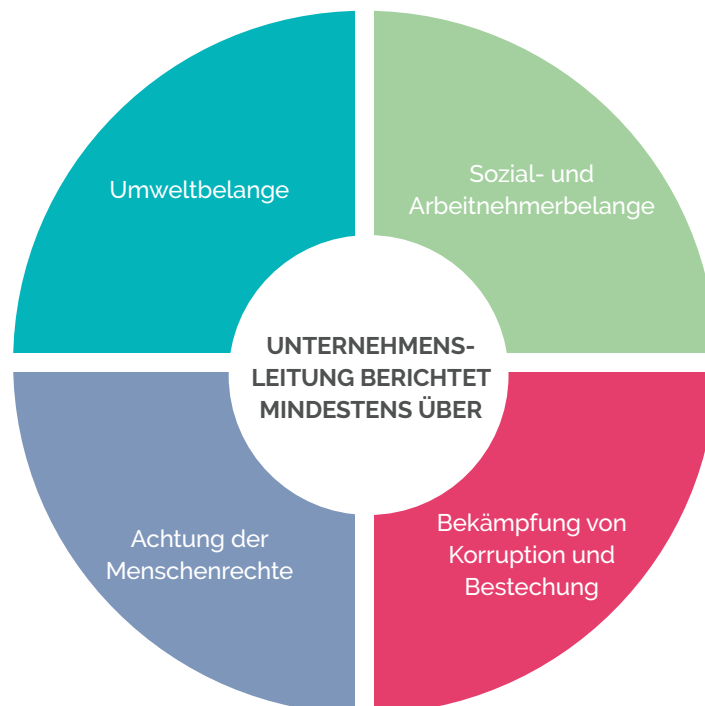 Umweltbelange
Sozial- und
Arbeitnehmerbelange
UNTERNEHMENS-
LEITUNG BERICHTET
MINDESTENS ÜBER
Achtung der
Menschenrechte
Bekämpfung von
Korruption und
Bestechung